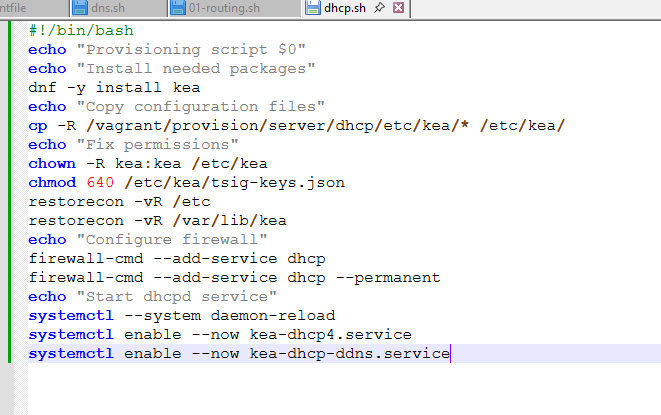 ntfile dns.sh 01-routing.sh dhcp.sh
#!/bin/bash
echo "Provisioning script $0"
echo "Install needed packages"
dnf -y install kea
echo "Copy configuration files"
cp -R /vagrant/provision/server/dhcp/etc/kea/* /etc/kea/
echo "Fix permissions"
chown -R kea:kea /etc/kea
chmod 640 /etc/kea/tsig-keys.json
restorecon -vR /etc
restorecon -vR /var/lib/kea
echo "Configure firewall"
firewall-cmd --add-service dhcp
firewall-cmd --add-service dhcp --permanent
echo "Start dhcpd service"
systemctl --system daemon-reload
systemctl enable --now kea-dhcp4.service
systemctl enable --now kea-dhcp-ddns.service